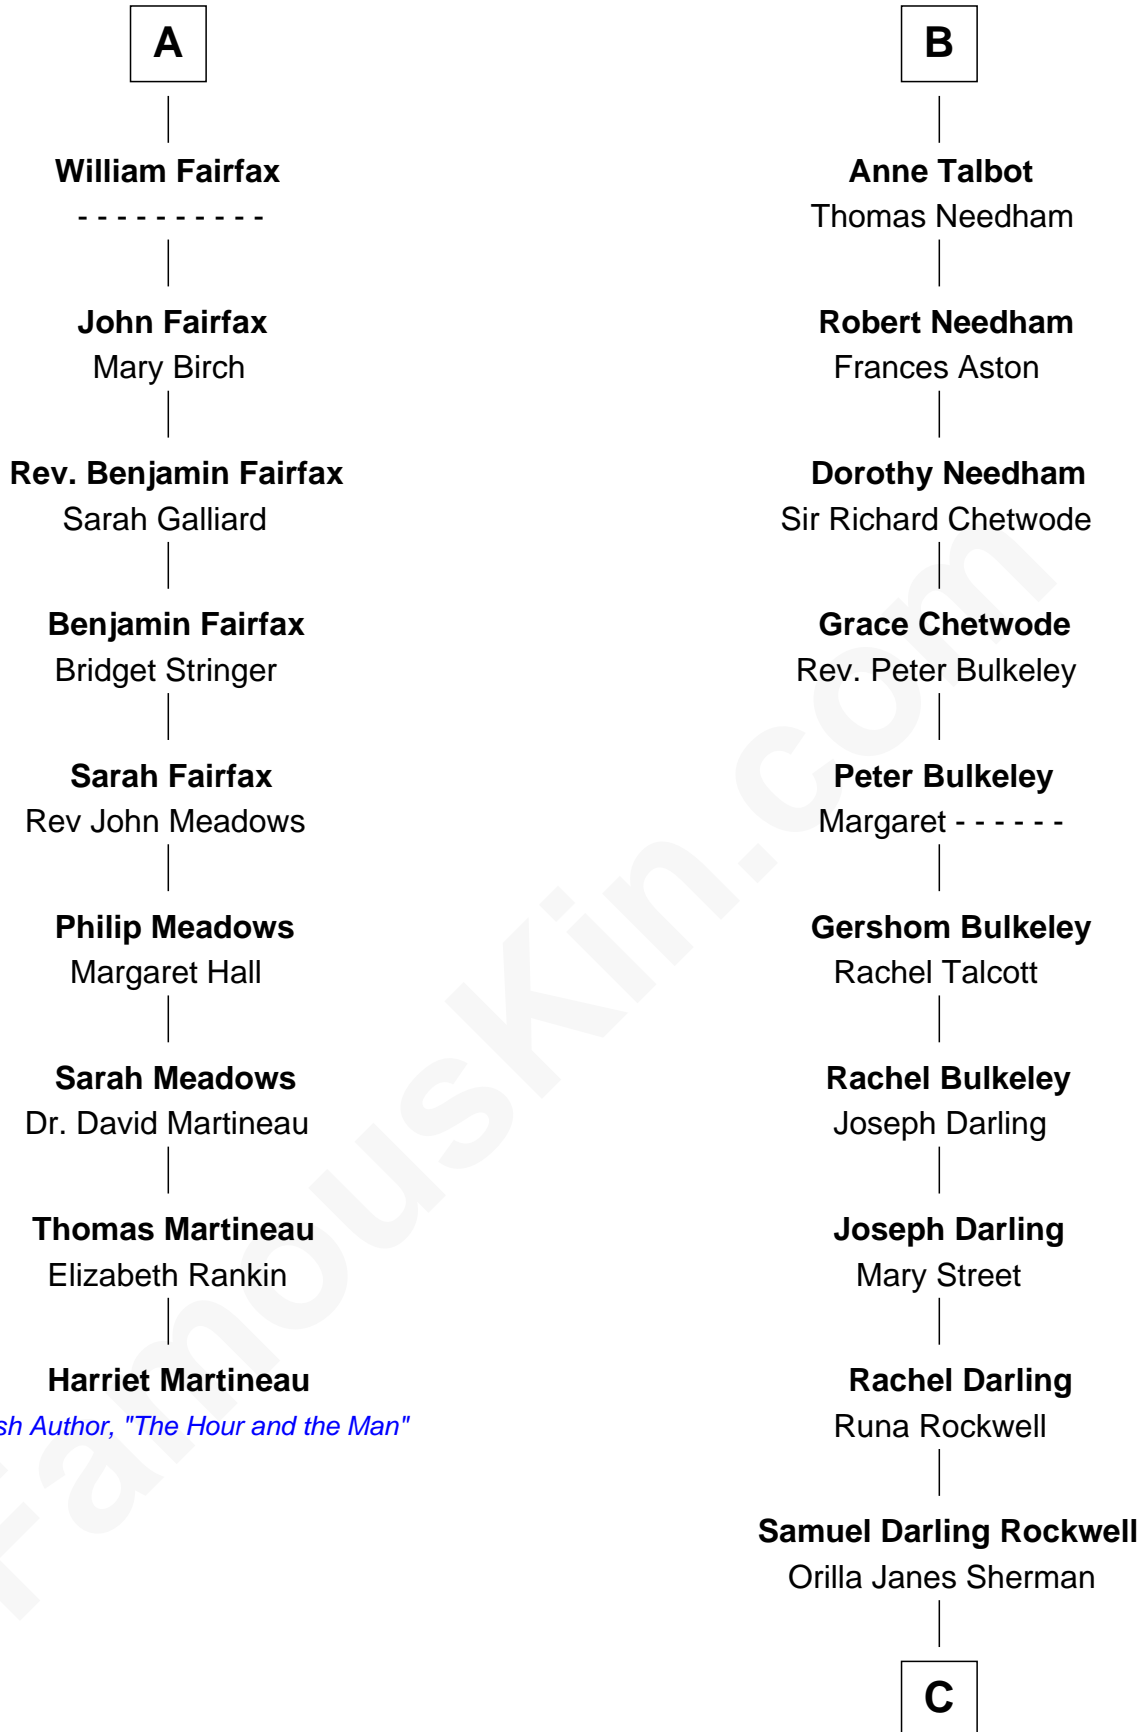 A
William Fairfax
- - - - - - - - - -
John Fairfax
Mary Birch
Rev. Benjamin Fairfax
Sarah Galliard
Benjamin Fairfax
Bridget Stringer
Sarah Fairfax
Rev John Meadows
Philip Meadows
Margaret Hall
Sarah Meadows
Dr. David Martineau
Thomas Martineau
Elizabeth Rankin
Harriet Martineau
sh Author, "The Hour and the Man"
B
Anne Talbot
Thomas Needham
Robert Needham
Frances Aston
Dorothy Needham
Sir Richard Chetwode
Grace Chetwode
Rev. Peter Bulkeley
Peter Bulkeley
Margaret - - - - - -
Gershom Bulkeley
Rachel Talcott
Rachel Bulkeley
Joseph Darling
Joseph Darling
Mary Street
Rachel Darling
Runa Rockwell
Samuel Darling Rockwell
Orilla Janes Sherman
C
FamousKin.com